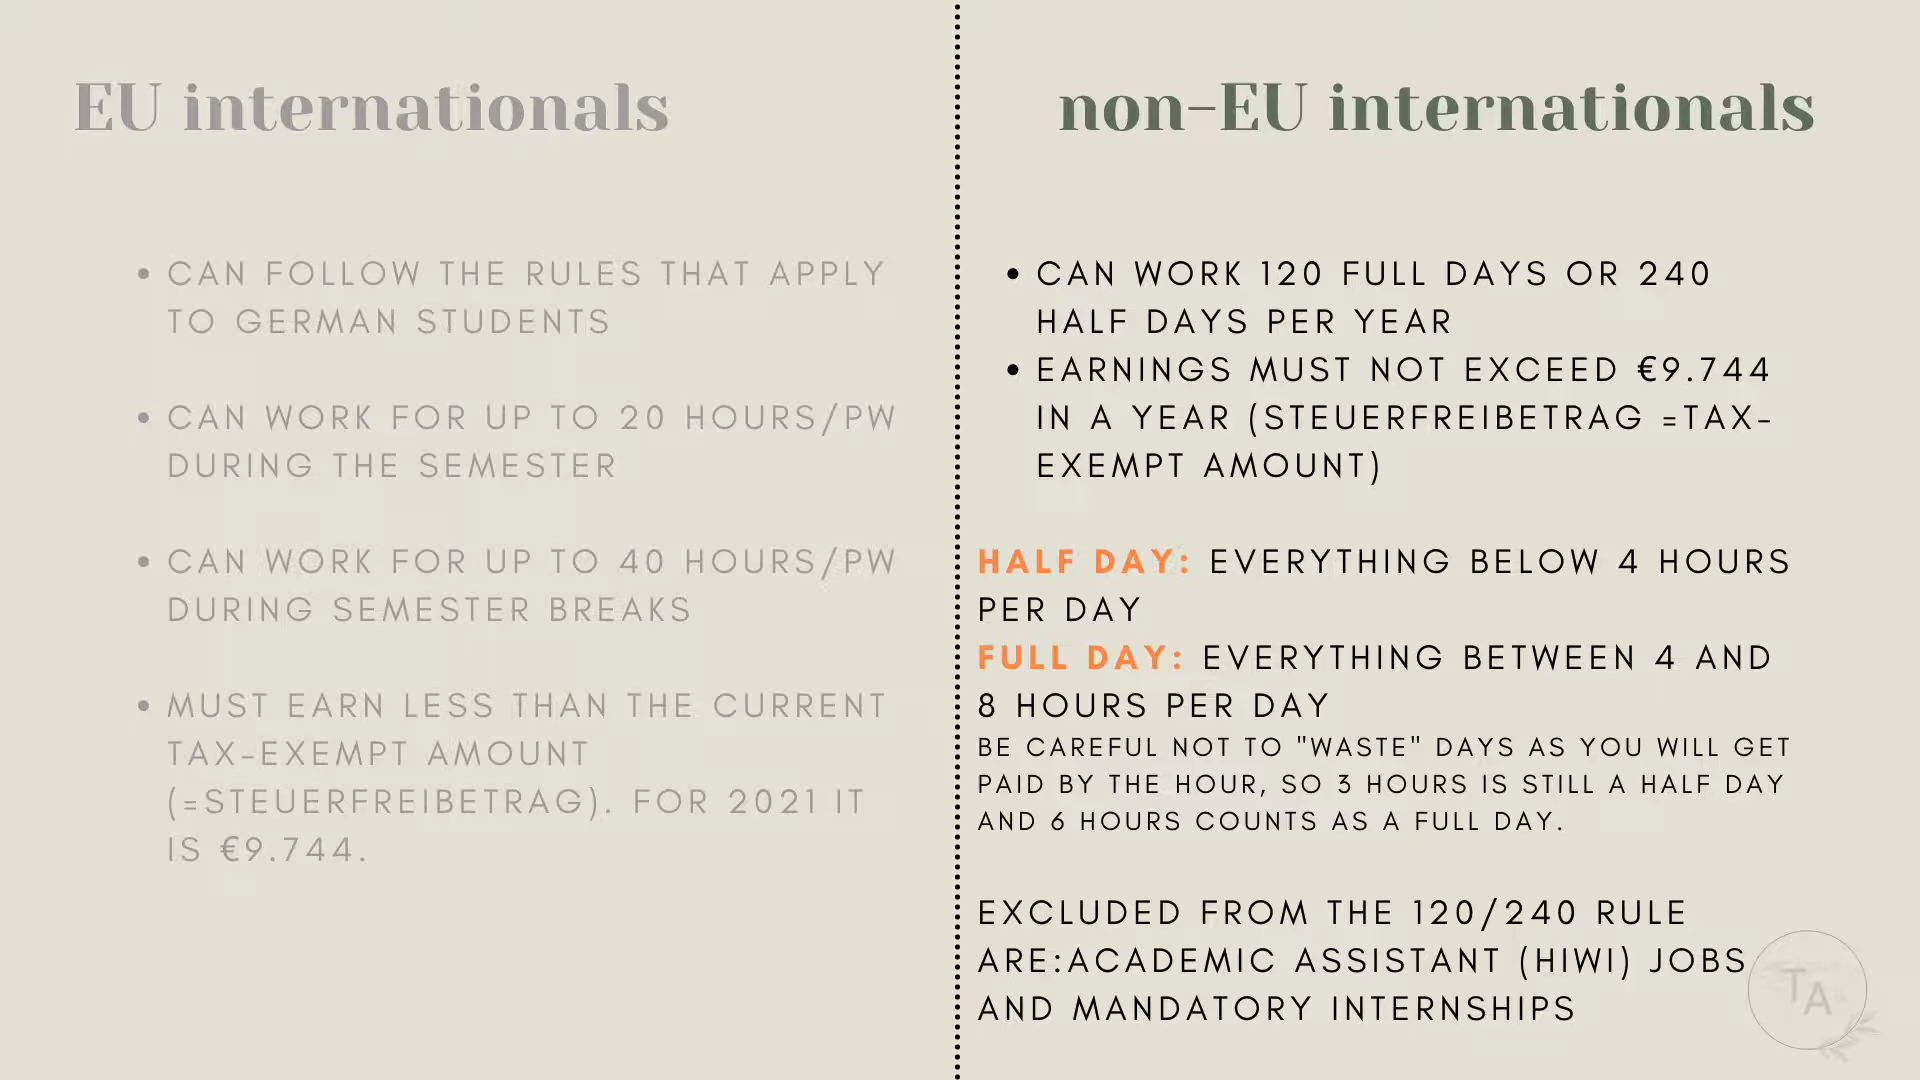 EU internationals
CAN FOLLOW THE RULES THAT APPLY
TO GERMAN STUDENTS
CAN WORK FOR UP TO 20 HOURS/PW
DURING THE SEMESTER
CAN WORK FOR UP TO 40 HOURS/PW
DURING SEMESTER BREAKS
MUST EARN LESS THAN THE CURRENT
TAX-EXEMPT AMOUNT
(=STEUERFREIBETRAG). FOR 2021 IT
IS €9.744.
non-EU internationals
CAN WORK 120 FULL DAYS OR 240
HALF DAYS PER YEAR
EARNINGS MUST NOT EXCEED €9.744
IN A YEAR (STEUERFREIBETRAG =TAX-
EXEMPT AMOUNT)
HALF DAY: EVERYTHING BELOW 4 HOURS
PER DAY
FULL DAY: EVERYTHING BETWEEN 4 AND
8 HOURS PER DAY
BE CAREFUL NOT TO "WASTE" DAYS AS YOU WILL GET
PAID BY THE HOUR, SO 3 HOURS IS STILL A HALF DAY
AND 6 HOURS COUNTS AS A FULL DAY.
EXCLUDED FROM THE 120/240 RULE
ARE:ACADEMIC ASSISTANT (HIWI) JOBS
AND MANDATORY INTERNSHIPS
TA